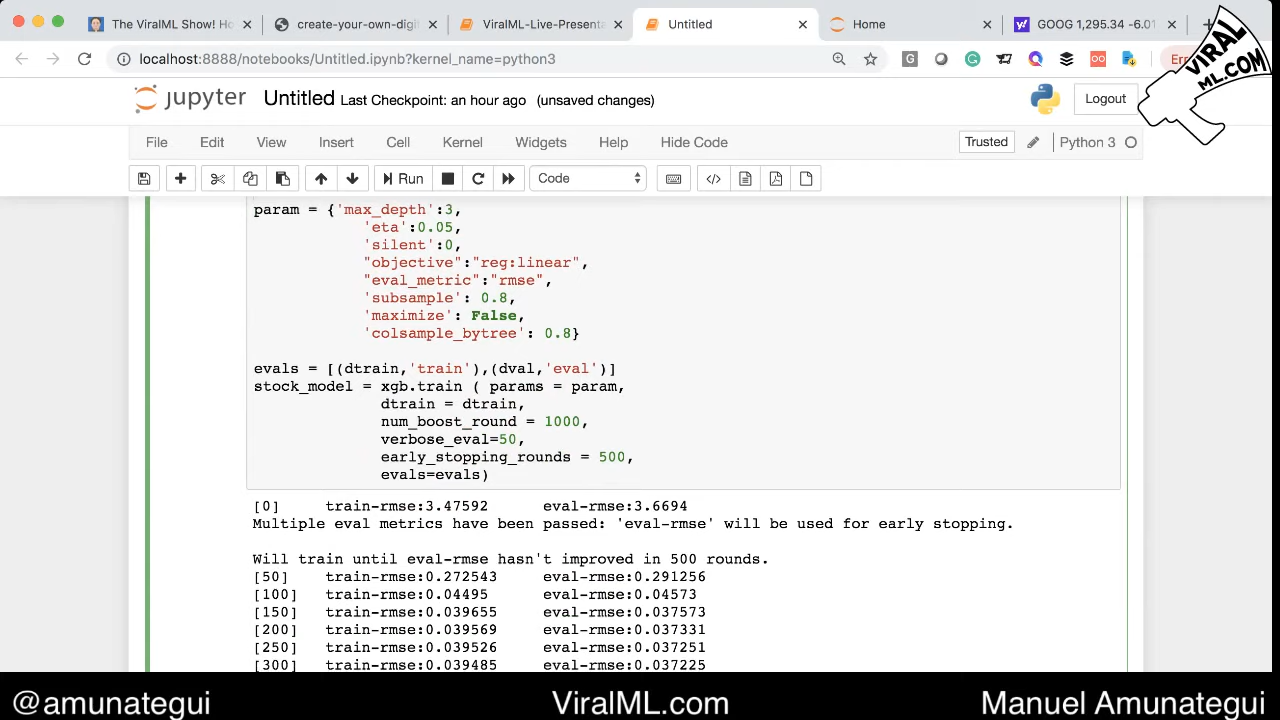 The ViralML Show! Ho
create-your-own-digi
ViralML-Live-Presenta
Untitled
Home
GOOG 1,295.34 -6.01
localhost:8888/notebooks/Untitled.ipynb?kernel_name=python3
VIRAL
ML.COM
jupyter Untitled Last Checkpoint: an hour ago (unsaved changes)
Logout
File Edit View Insert Cell Kernel Widgets Help Hide Code
Trusted
Python 3
Run
Code
param = {'max_depth':3,
'eta':0.05,
'silent':0,
"objective":"reg:linear",
"eval_metric":"rmse",
'subsample': 0.8,
'maximize': False,
'colsample_bytree': 0.8}
evals = [(dtrain,'train'),(dval,'eval')]
stock_model = xgb.train ( params = param,
dtrain = dtrain,
num_boost_round = 1000,
verbose_eval=50,
early_stopping_rounds = 500,
evals=evals)
[0] train-rmse:3.47592 eval-rmse:3.6694
Multiple eval metrics have been passed: 'eval-rmse' will be used for early stopping.
Will train until eval-rmse hasn't improved in 500 rounds.
[50] train-rmse:0.272543 eval-rmse:0.291256
[100] train-rmse:0.04495 eval-rmse:0.04573
[150] train-rmse:0.039655 eval-rmse:0.037573
[200] train-rmse:0.039569 eval-rmse:0.037331
[250] train-rmse:0.039526 eval-rmse:0.037251
[300] train-rmse:0.039485 eval-rmse:0.037225
@amunategui
ViralML.com
Manuel Amunategui